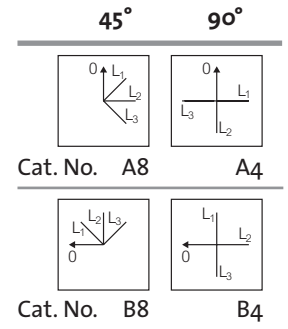 45° 90°
0 L1 L2 L3
0 L1 L3 L2
Cat. No. A8 A4
L1 L2 L3 0
L1 L2 0 L3
Cat. No. B8 B4